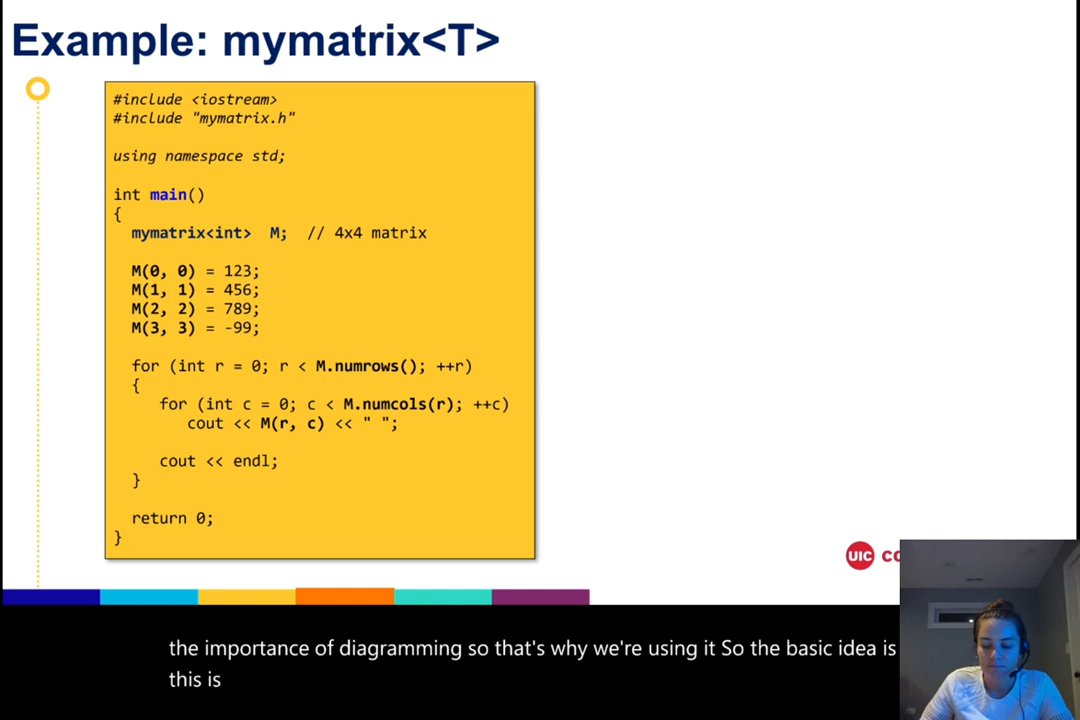 Example: mymatrix<T>
#include <iostream>
#include "mymatrix.h"
using namespace std;
int main()
{
mymatrix<int> M; // 4x4 matrix
M(0, 0) = 123;
M(1, 1) = 456;
M(2, 2) = 789;
M(3, 3) = -99;
for (int r = 0; r < M.numrows(); ++r)
{
for (int c = 0; c < M.numcols(r); ++c)
cout << M(r, c) << " ";
cout << endl;
}
return 0;
}
UIC
the importance of diagramming so that's why we're using it So the basic idea is
this is